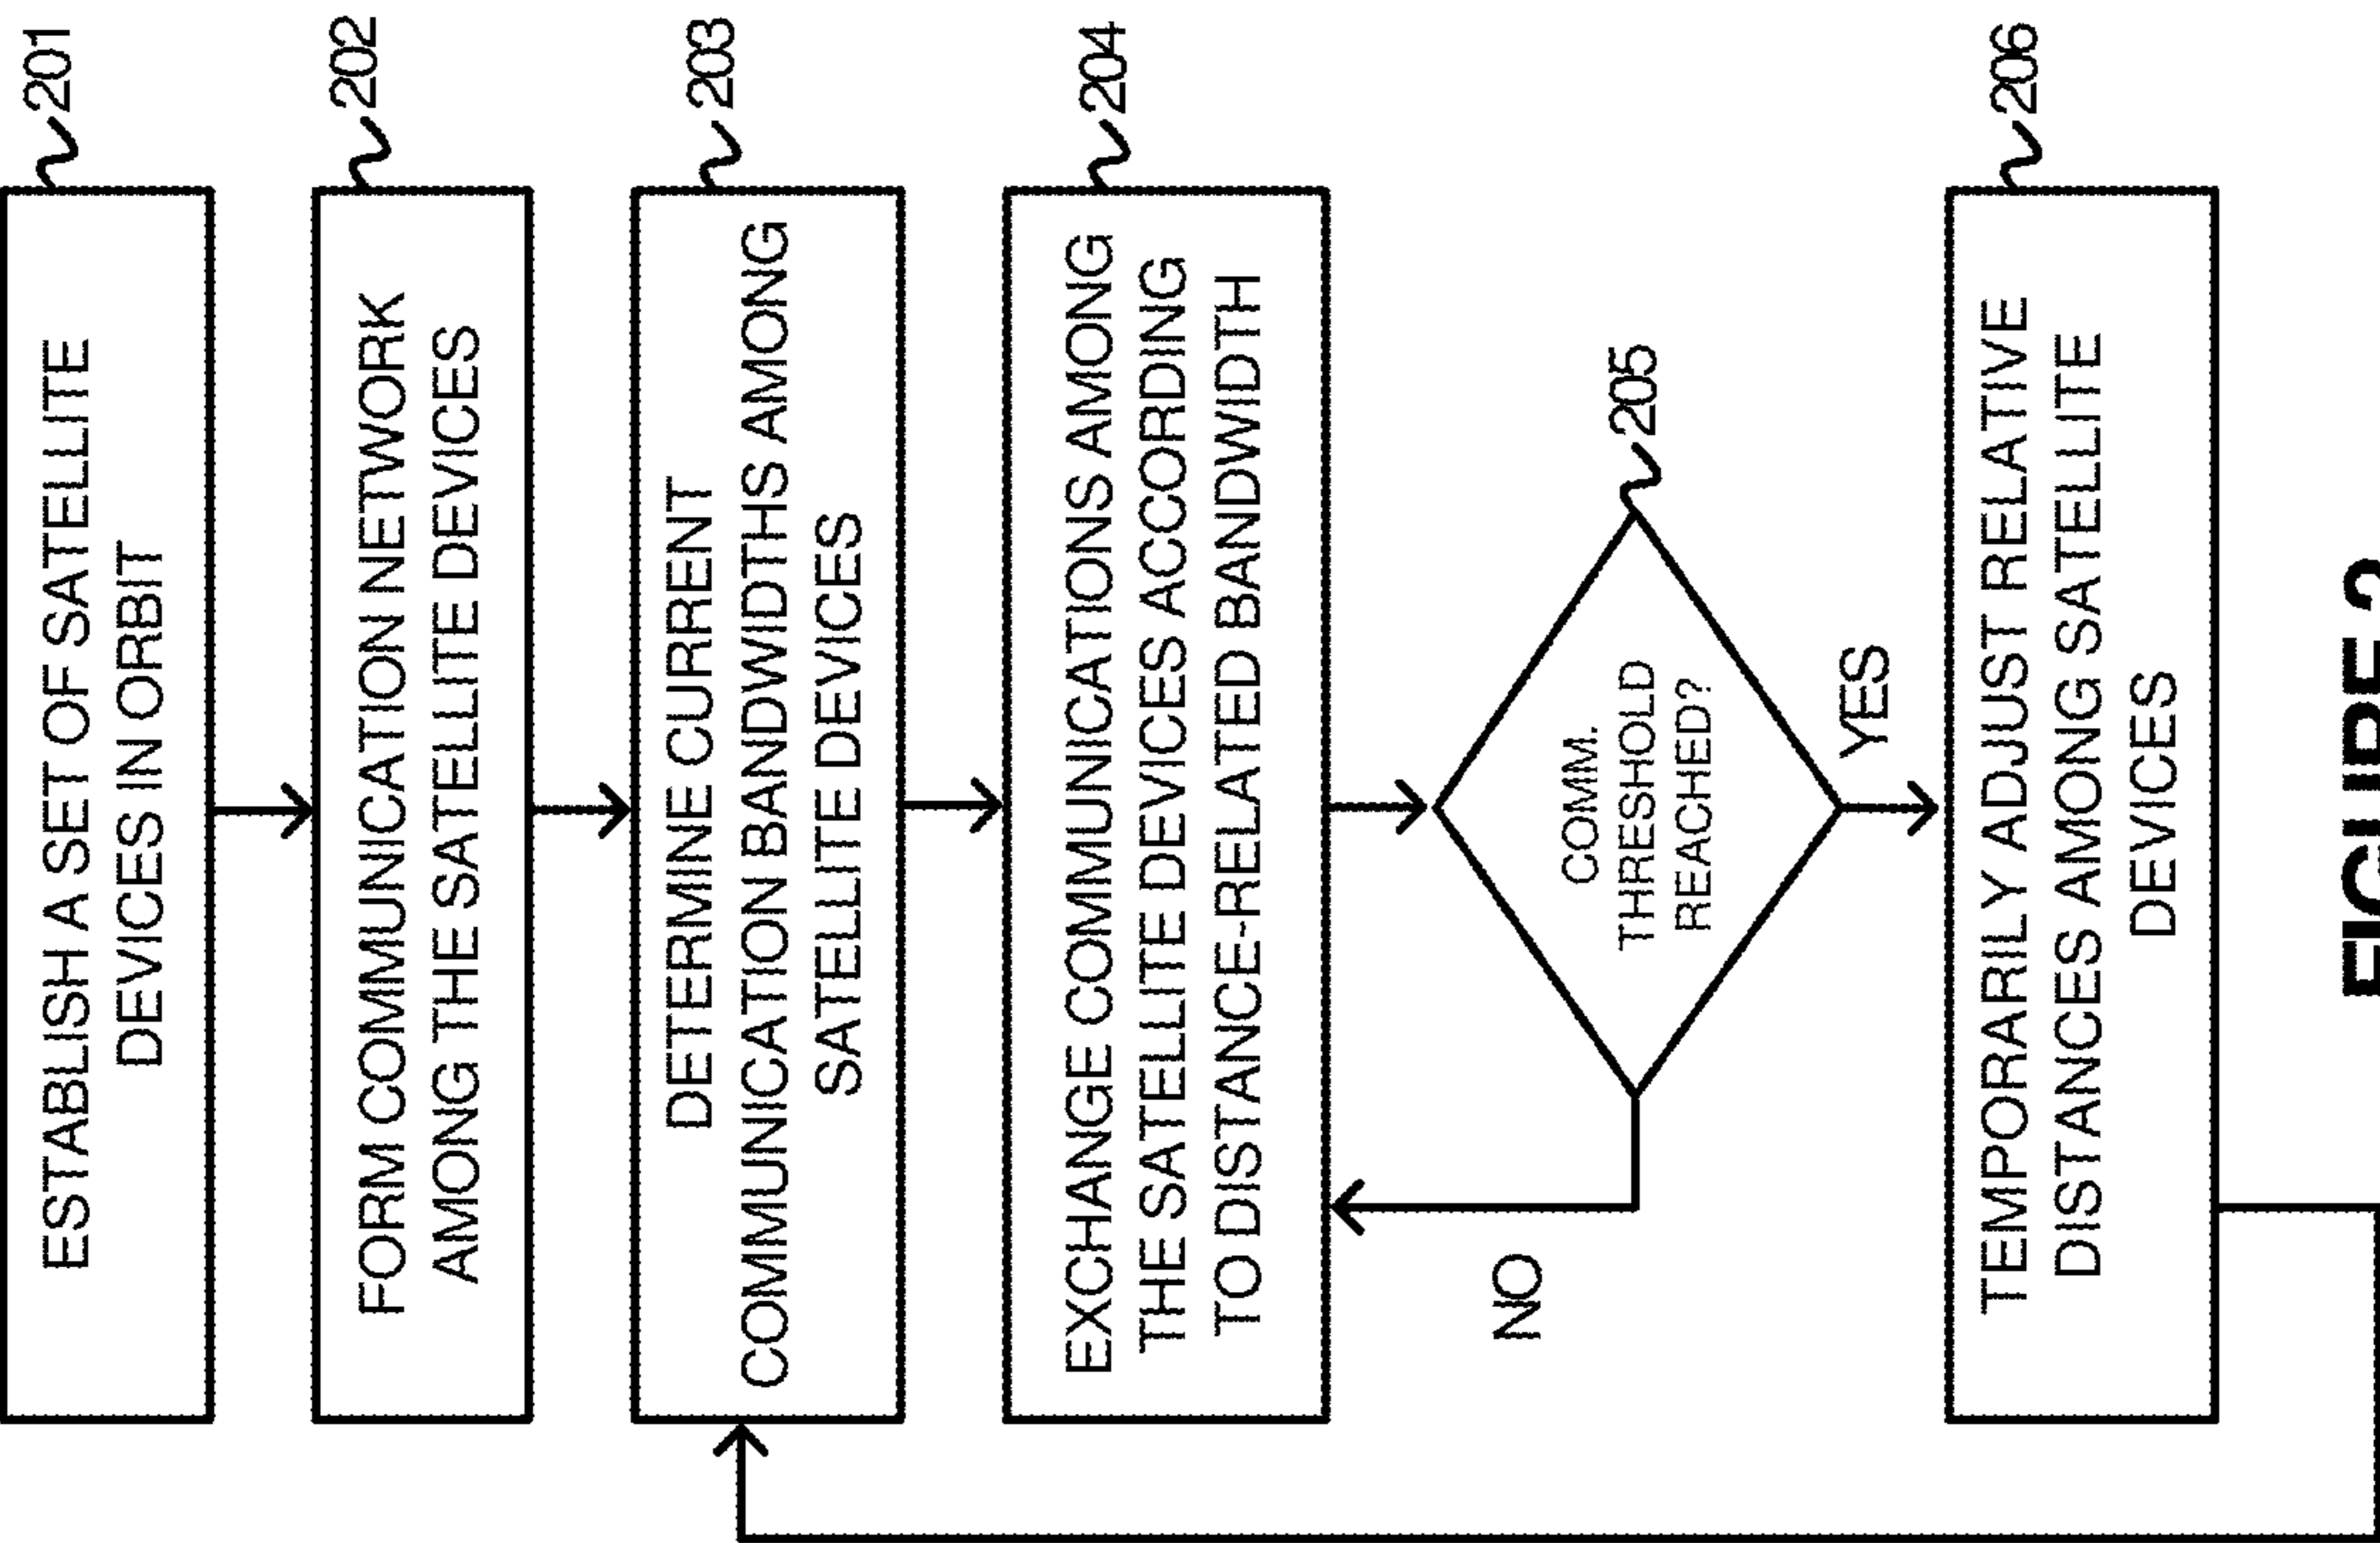 201
ESTABLISH A SET OF SATELLITE
DEVICES IN ORBIT
202
FORM COMMUNICATION NETWORK
AMONG THE SATELLITE DEVICES
203
DETERMINE CURRENT
COMMUNICATION BANDWIDTHS AMONG
SATELLITE DEVICES
204
EXCHANGE COMMUNICATIONS AMONG
THE SATELLITE DEVICES ACCORDING
TO DISTANCE-RELATED BANDWIDTH
205
COMM.
THRESHOLD
REACHED?
NO
YES
206
TEMPORARILY ADJUST RELATIVE
DISTANCES AMONG SATELLITE
DEVICES
FIGURE 2